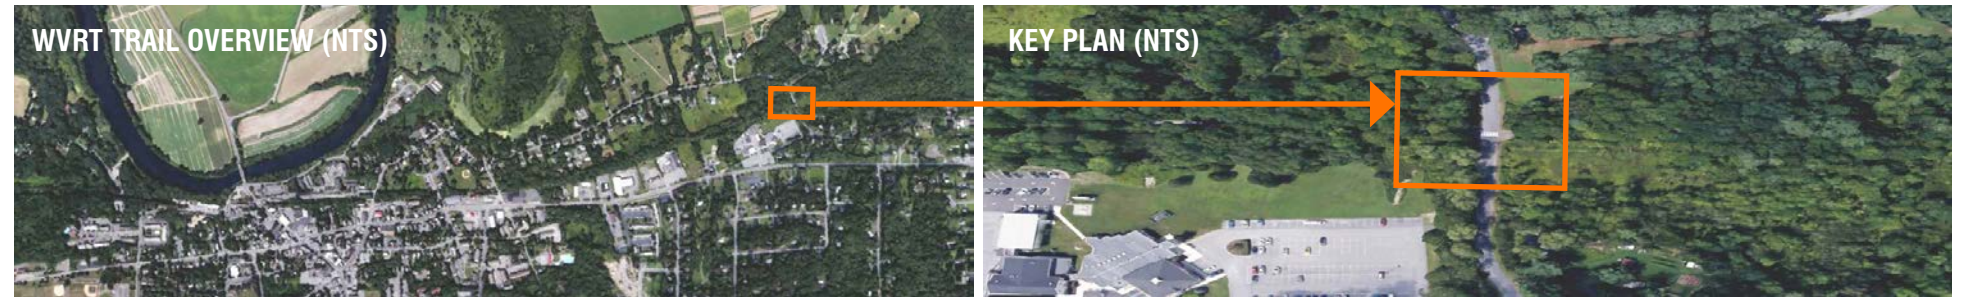 WVRT TRAIL OVERVIEW (NTS)
KEY PLAN (NTS)